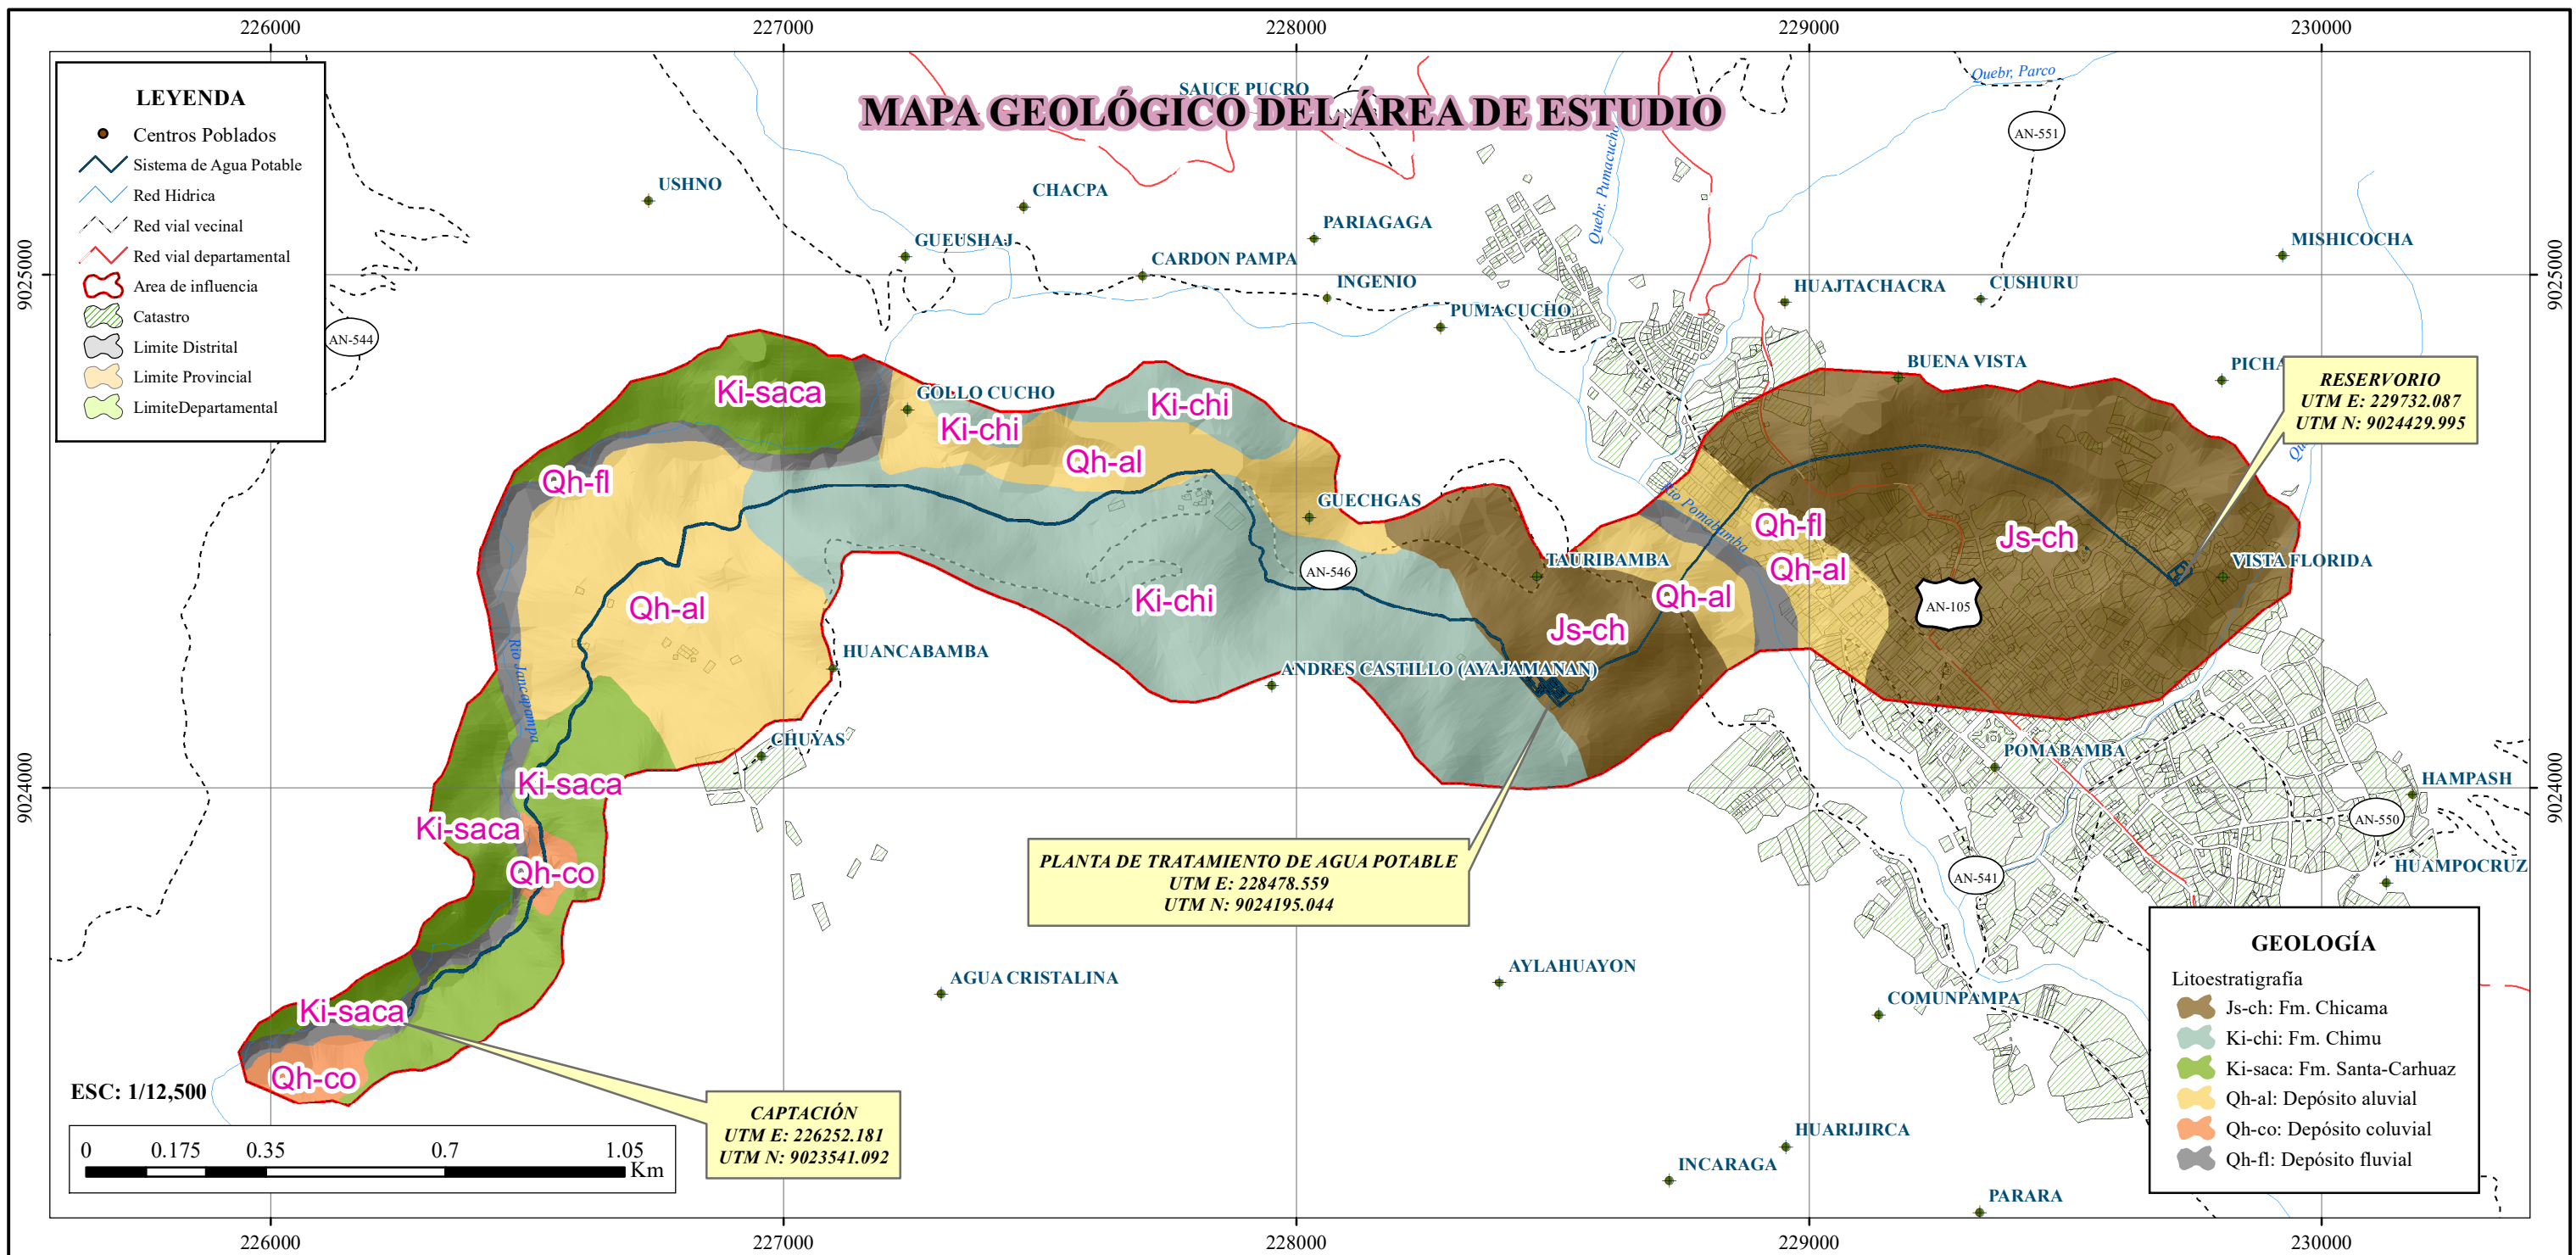 226000
227000
228000
229000
230000
MAPA GEOLÓGICO DEL ÁREA DE ESTUDIO
LEYENDA
Centros Poblados
Sistema de Agua Potable
Red Hidrica
Red vial vecinal
Red vial departamental
Area de influencia
Catastro
Limite Distrital
Limite Provincial
LimiteDepartamental
SAUCE PUCRO
Quebr, Parco
AN-551
Quebr. Pumacucho
USHNO
CHACPA
PARIAGAGA
GUEUSHAJ
CARDON PAMPA
INGENIO
PUMACUCHO
HUAJTACHACRA
CUSHURU
MISHICOCHA
9025000
9025000
AN-544
BUENA VISTA
RESERVORIO
UTM E: 229732.087
UTM N: 9024429.995
Ki-saca
GOLLO CUCHO
Ki-chi
Ki-chi
Qh-al
Qh-fl
GUECHGAS
Rio Pomabamba
Qh-fl
Js-ch
TAURIBAMBA
Qh-al
VISTA FLORIDA
AN-546
Qh-al
Ki-chi
Qh-al
AN-105
Js-ch
Rio Jancapampa
HUANCABAMBA
ANDRES CASTILLO (AYAJAMANAN)
CHUYAS
POMABAMBA
Ki-saca
HAMPASH
9024000
9024000
Ki-saca
AN-550
Qh-co
PLANTA DE TRATAMIENTO DE AGUA POTABLE
UTM E: 228478.559
UTM N: 9024195.044
AN-541
HUAMPOCRUZ
AGUA CRISTALINA
AYLAHUAYON
COMUNPAMPA
Ki-saca
Qh-co
ESC: 1/12,500
CAPTACIÓN
UTM E: 226252.181
UTM N: 9023541.092
0
0.175
0.35
0.7
1.05
Km
HUARIJIRCA
INCARAGA
PARARA
GEOLOGÍA
Litoestratigrafía
Js-ch: Fm. Chicama
Ki-chi: Fm. Chimu
Ki-saca: Fm. Santa-Carhuaz
Qh-al: Depósito aluvial
Qh-co: Depósito coluvial
Qh-fl: Depósito fluvial
226000
227000
228000
229000
230000